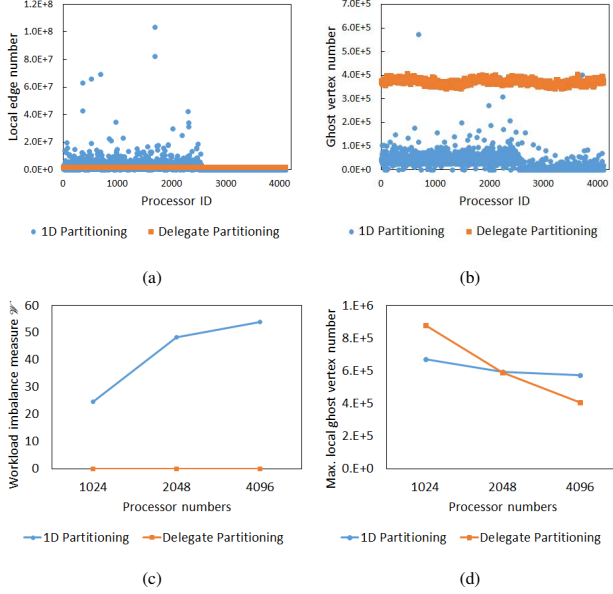 Local edge number
1.2E+8
1.0E+8
8.0E+7
6.0E+7
4.0E+7
2.0E+7
0.0E+0
0 1000 2000 3000 4000
Processor ID
1D Partitioning Delegate Partitioning
(a)
Ghost vertex number
7.0E+5
6.0E+5
5.0E+5
4.0E+5
3.0E+5
2.0E+5
1.0E+5
0.0E+0
0 1000 2000 3000 4000
Processor ID
1D Partitioning Delegate Partitioning
(b)
Workload imbalance measure 𝒲
60
50
40
30
20
10
0
1024 2048 4096
Processor numbers
1D Partitioning Delegate Partitioning
(c)
Max. local ghost vertex number
1.E+6
8.E+5
6.E+5
4.E+5
2.E+5
0.E+0
1024 2048 4096
Processor numbers
1D Partitioning Delegate Partitioning
(d)